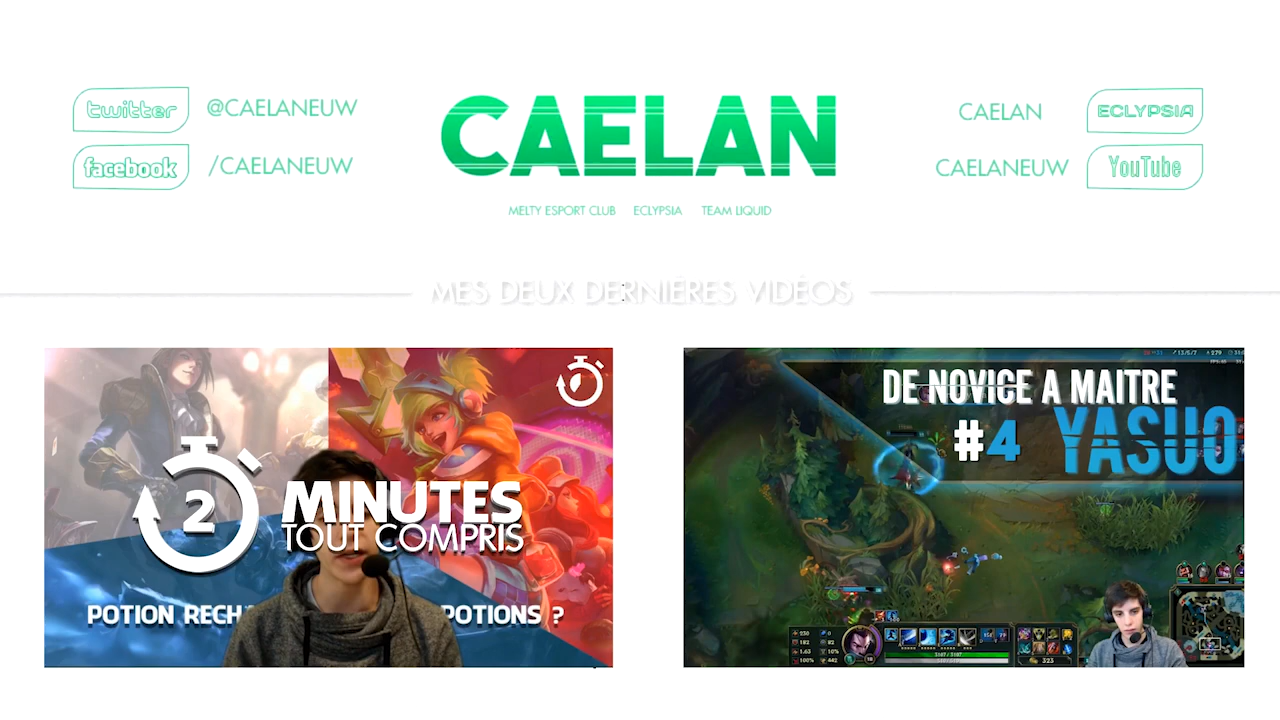 twitter @CAELANEUW
facebook /CAELANEUW
CAELAN
MELTY ESPORT CLUB ECLYPSIA TEAM LIQUID
CAELAN ECLYPSIA
CAELANEUW YouTube
MES DEUX DERNIÈRES VIDÉOS
2 MINUTES
TOUT COMPRIS
POTION RECH
POTIONS ?
DE NOVICE A MAITRE
#4 YASUO